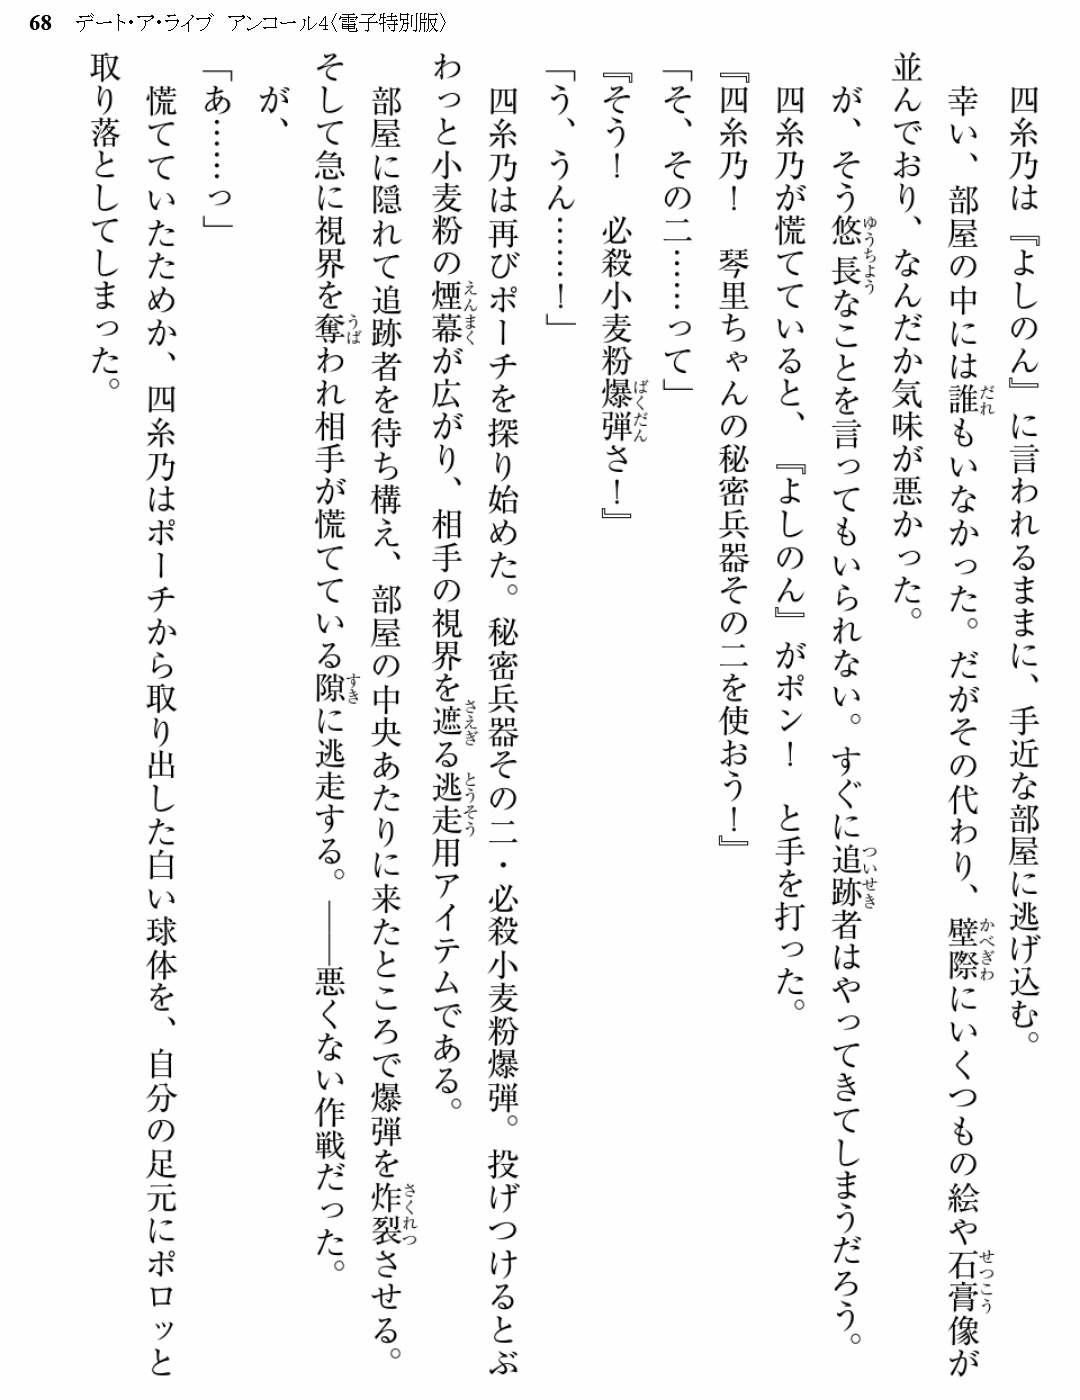 68　デート・ア・ライブ　アンコール4〈電子特別版〉
　四糸乃は『よしのん』に言われるままに、手近な部屋に逃げ込む。
　幸い、部屋の中には誰もいなかった。だがその代わり、壁際にいくつもの絵や石膏像が
並んでおり、なんだか気味が悪かった。
　が、そう悠長なことを言ってもいられない。すぐに追跡者はやってきてしまうだろう。
　四糸乃が慌てていると、『よしのん』がポン！　と手を打った。
『四糸乃！　琴里ちゃんの秘密兵器その二を使おう！』
「そ、その二……って」
『そう！　必殺小麦粉爆弾さ！』
「う、うん……！」
　四糸乃は再びポーチを探り始めた。秘密兵器その二・必殺小麦粉爆弾。投げつけるとぶ
わっと小麦粉の煙幕が広がり、相手の視界を遮る逃走用アイテムである。
　部屋に隠れて追跡者を待ち構え、部屋の中央あたりに来たところで爆弾を炸裂させる。
そして急に視界を奪われ相手が慌てている隙に逃走する。――悪くない作戦だった。
　が、
「あ……っ」
　慌てていたためか、四糸乃はポーチから取り出した白い球体を、自分の足元にポロッと
取り落としてしまった。